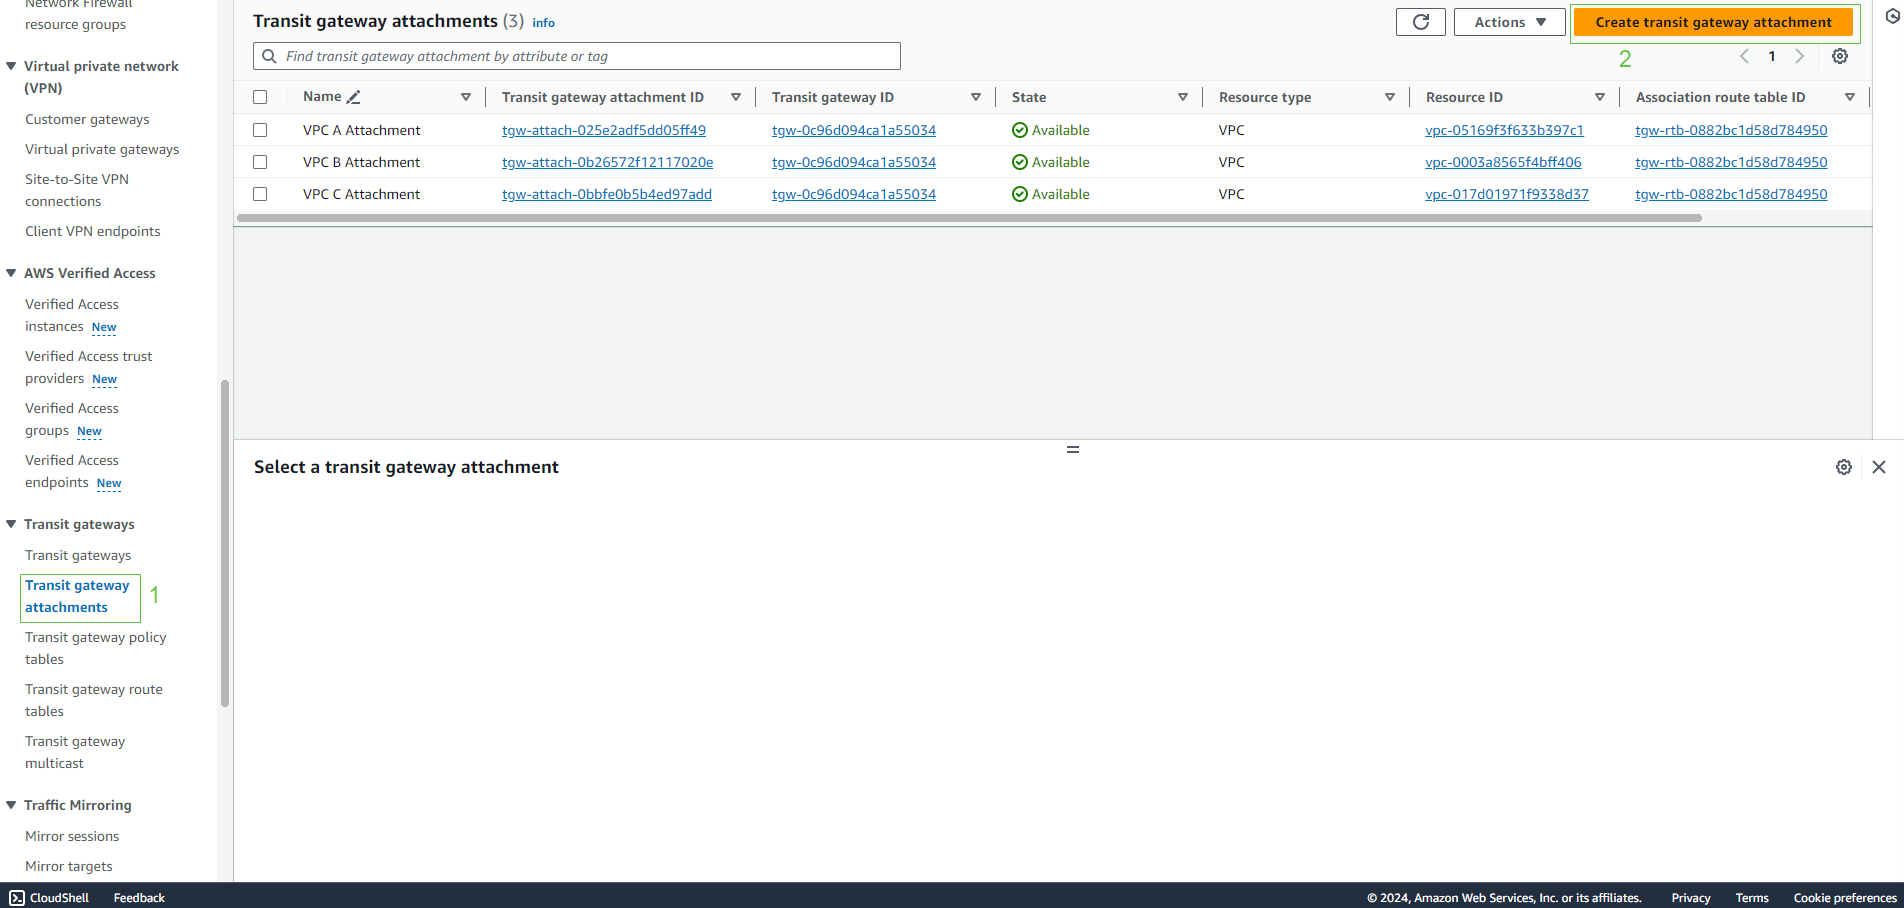 Network Firewall
resource groups
Virtual private network
(VPN)
Customer gateways
Virtual private gateways
Site-to-Site VPN
connections
Client VPN endpoints
AWS Verified Access
Verified Access
instances New
Verified Access trust
providers New
Verified Access
groups New
Verified Access
endpoints New
Transit gateways
Transit gateways
Transit gateway
attachments
1
Transit gateway policy
tables
Transit gateway route
tables
Transit gateway
multicast
Traffic Mirroring
Mirror sessions
Mirror targets
Transit gateway attachments (3) info
Actions
Create transit gateway attachment
Find transit gateway attachment by attribute or tag
2
1
Name Transit gateway attachment ID Transit gateway ID State Resource type Resource ID Association route table ID
VPC A Attachment tgw-attach-025e2adf5dd05ff49 tgw-0c96d094ca1a55034 Available VPC vpc-05169f3f633b397c1 tgw-rtb-0882bc1d58d784950
VPC B Attachment tgw-attach-0b26572f12117020e tgw-0c96d094ca1a55034 Available VPC vpc-0003a8565f4bff406 tgw-rtb-0882bc1d58d784950
VPC C Attachment tgw-attach-0bbfe0b5b4ed97add tgw-0c96d094ca1a55034 Available VPC vpc-017d01971f9338d37 tgw-rtb-0882bc1d58d784950
Select a transit gateway attachment
CloudShell Feedback © 2024, Amazon Web Services, Inc. or its affiliates. Privacy Terms Cookie preferences